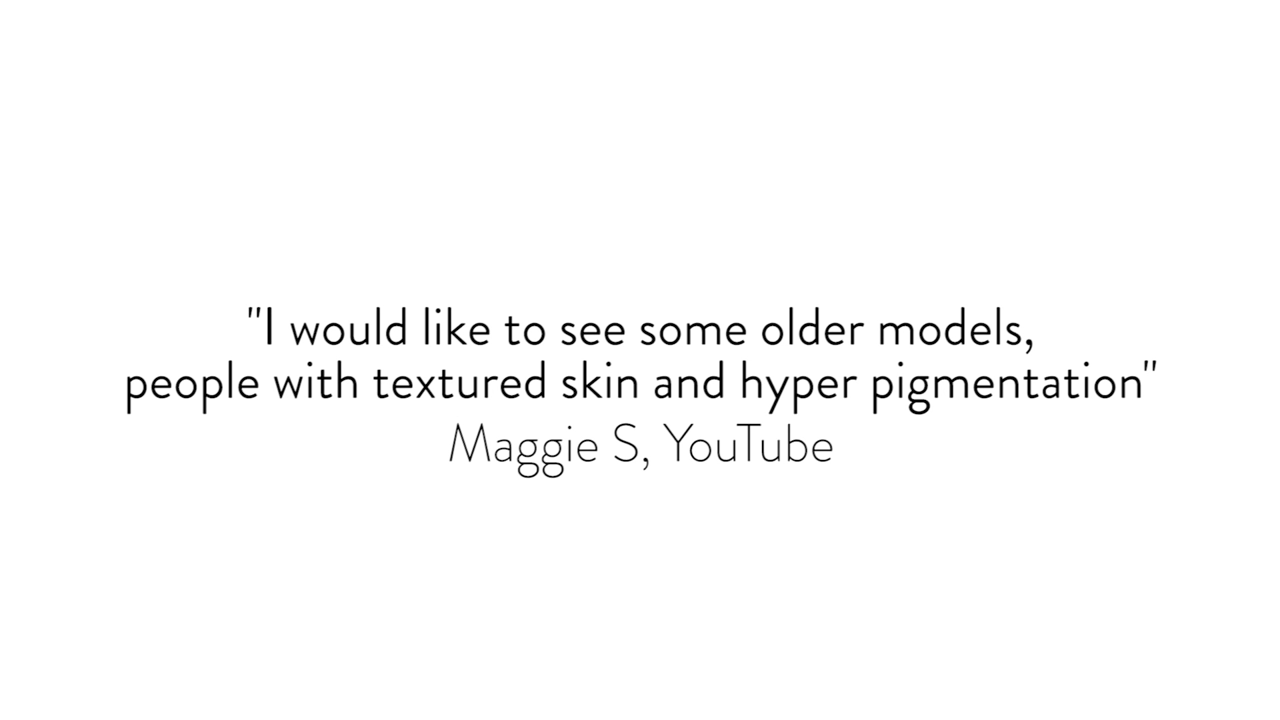 "I would like to see some older models,
people with textured skin and hyper pigmentation"
Maggie S, YouTube